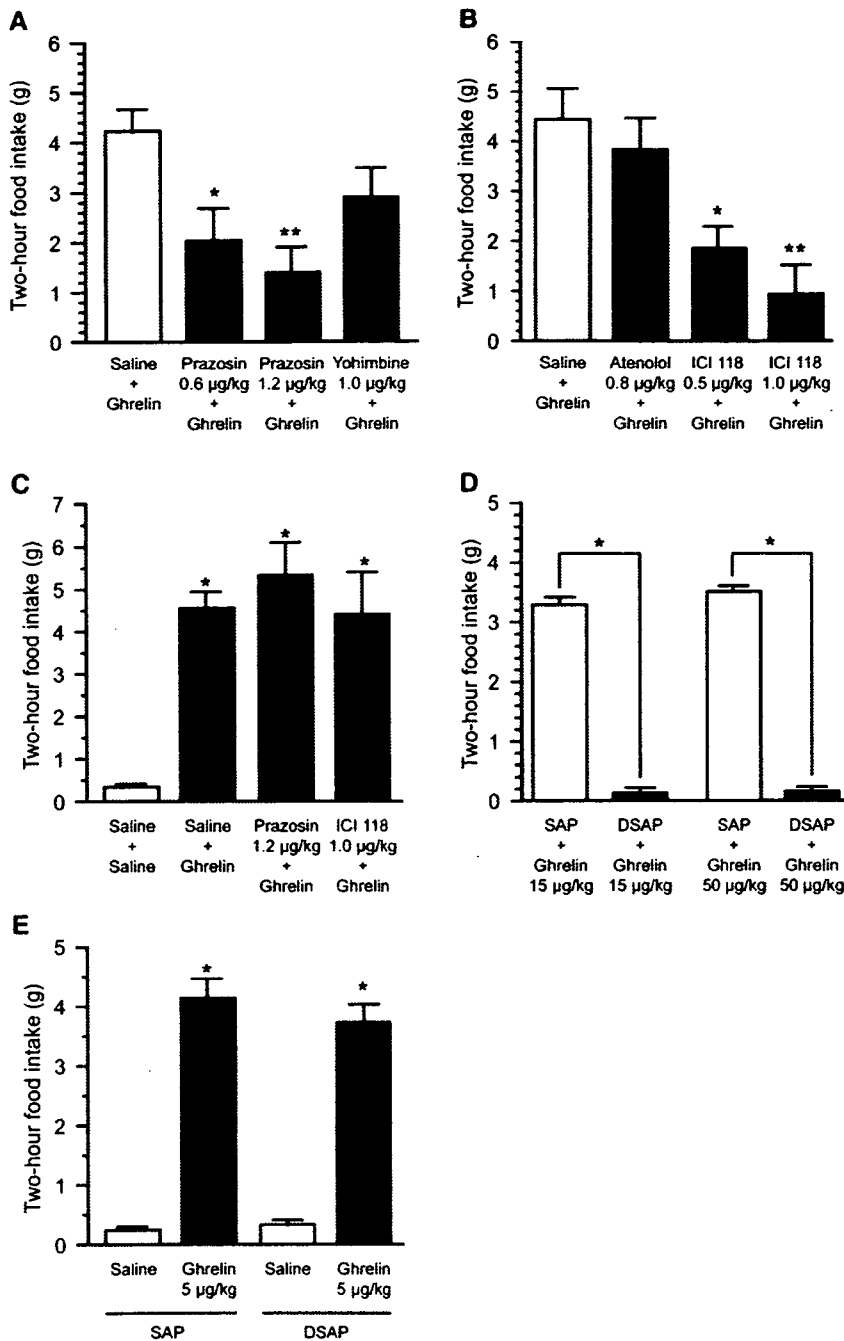 A
Two-hour food intake (g)
6
5
4
3
2
1
0
*
**
Saline
+
Ghrelin
Prazosin
0.6 µg/kg
+
Ghrelin
Prazosin
1.2 µg/kg
+
Ghrelin
Yohimbine
1.0 µg/kg
+
Ghrelin
B
Two-hour food intake (g)
6
5
4
3
2
1
0
*
**
Saline
+
Ghrelin
Atenolol
0.8 µg/kg
+
Ghrelin
ICI 118
0.5 µg/kg
+
Ghrelin
ICI 118
1.0 µg/kg
+
Ghrelin
C
Two-hour food intake (g)
7
6
5
4
3
2
1
0
*
*
*
Saline
+
Saline
Saline
+
Ghrelin
Prazosin
1.2 µg/kg
+
Ghrelin
ICI 118
1.0 µg/kg
+
Ghrelin
D
Two-hour food intake (g)
5
4
3
2
1
0
*
*
SAP
+
Ghrelin
15 µg/kg
DSAP
+
Ghrelin
15 µg/kg
SAP
+
Ghrelin
50 µg/kg
DSAP
+
Ghrelin
50 µg/kg
E
Two-hour food intake (g)
5
4
3
2
1
0
*
*
Saline
Ghrelin
5 µg/kg
Saline
Ghrelin
5 µg/kg
SAP
DSAP